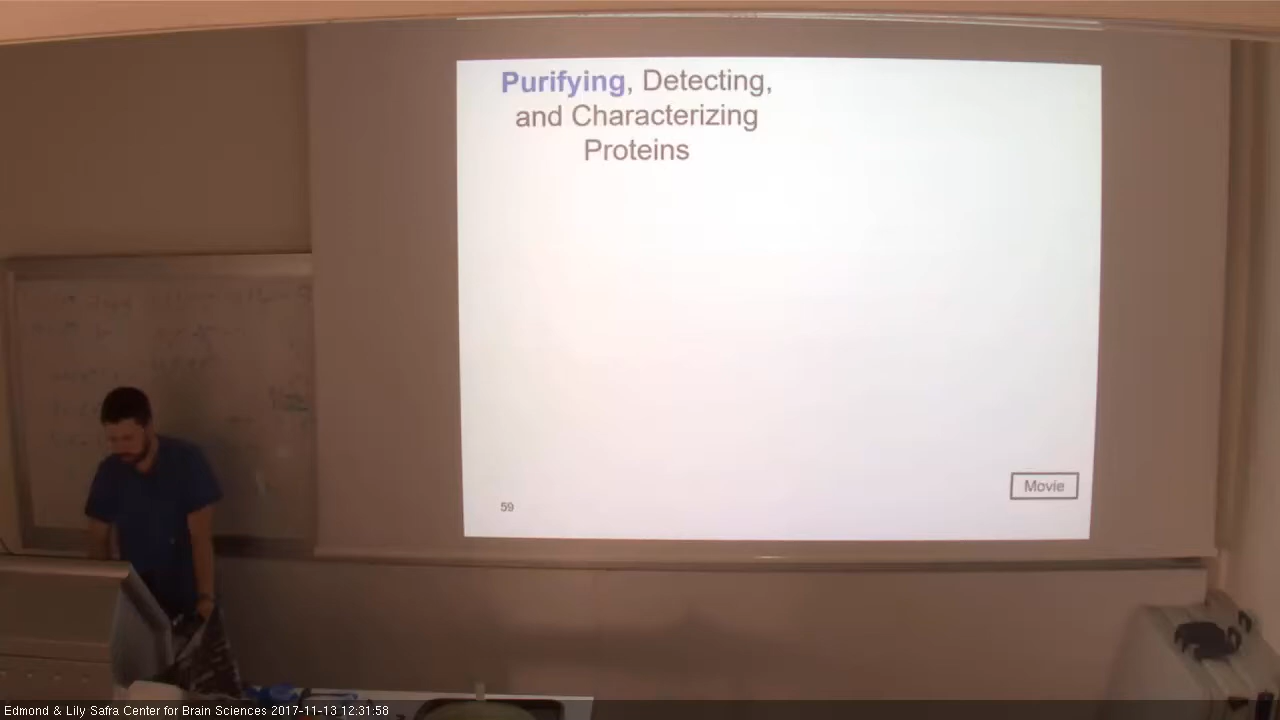 Purifying, Detecting,
and Characterizing
Proteins
Movie
59
Edmond & Lily Safra Center for Brain Sciences 2017-11-13 12:31:58